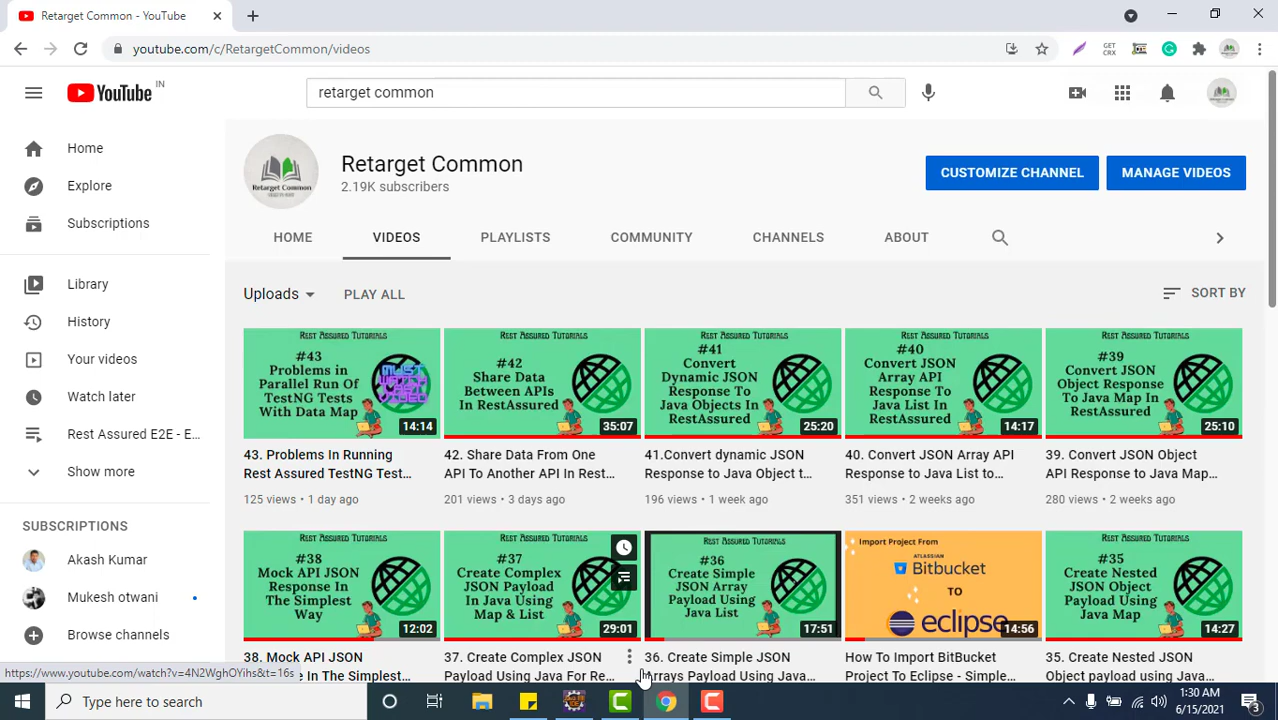 Retarget Common - YouTube
youtube.com/c/RetargetCommon/videos
GET
CRX
YouTube IN
retarget common
Home
Explore
Subscriptions
Library
History
Your videos
Watch later
Rest Assured E2E - E...
Show more
SUBSCRIPTIONS
Akash Kumar
Mukesh otwani
Browse channels
Retarget Common
Retarget Common
2.19K subscribers
CUSTOMIZE CHANNEL
MANAGE VIDEOS
HOME
VIDEOS
PLAYLISTS
COMMUNITY
CHANNELS
ABOUT
Uploads
PLAY ALL
SORT BY
Rest Assured Tutorials
#43
Problems in
Parallel Run Of
TestNG Tests
With Data Map
MUST
WATCH
14:14
43. Problems In Running
Rest Assured TestNG Test...
125 views • 1 day ago
Rest Assured Tutorials
#42
Share Data
Between APIs
In RestAssured
35:07
42. Share Data From One
API To Another API In Rest...
201 views • 3 days ago
Rest Assured Tutorials
#41
Convert
Dynamic JSON
Response To
Java Objects In
RestAssured
25:20
41.Convert dynamic JSON
Response to Java Object t...
196 views • 1 week ago
Rest Assured Tutorials
#40
Convert JSON
Array API
Response To
Java List In
RestAssured
14:17
40. Convert JSON Array API
Response to Java List to...
351 views • 2 weeks ago
Rest Assured Tutorials
#39
Convert JSON
Object Response
To Java Map In
RestAssured
25:10
39. Convert JSON Object
API Response to Java Map...
280 views • 2 weeks ago
Rest Assured Tutorials
#38
Mock API JSON
Response In
The Simplest
Way
12:02
38. Mock API JSON
e In The Simplest...
Rest Assured Tutorials
#37
Create Complex
JSON Payload
In Java Using
Map & List
29:01
37. Create Complex JSON
Payload Using Java For Re...
Rest Assured Tutorials
#36
Create Simple
JSON Array
Payload Using
Java List
17:51
36. Create Simple JSON
Arrays Payload Using Java...
Import Project From
ATLASSIAN
Bitbucket
TO
eclipse
14:56
How To Import BitBucket
Project To Eclipse - Simple...
Rest Assured Tutorials
#35
Create Nested
JSON Object
Payload Using
Map
14:27
35. Create Nested JSON
Object Payload Using Java...
https://www.youtube.com/watch?v=4N2WghOYihs&t=16s
Type here to search
1:30 AM
6/15/2021
3